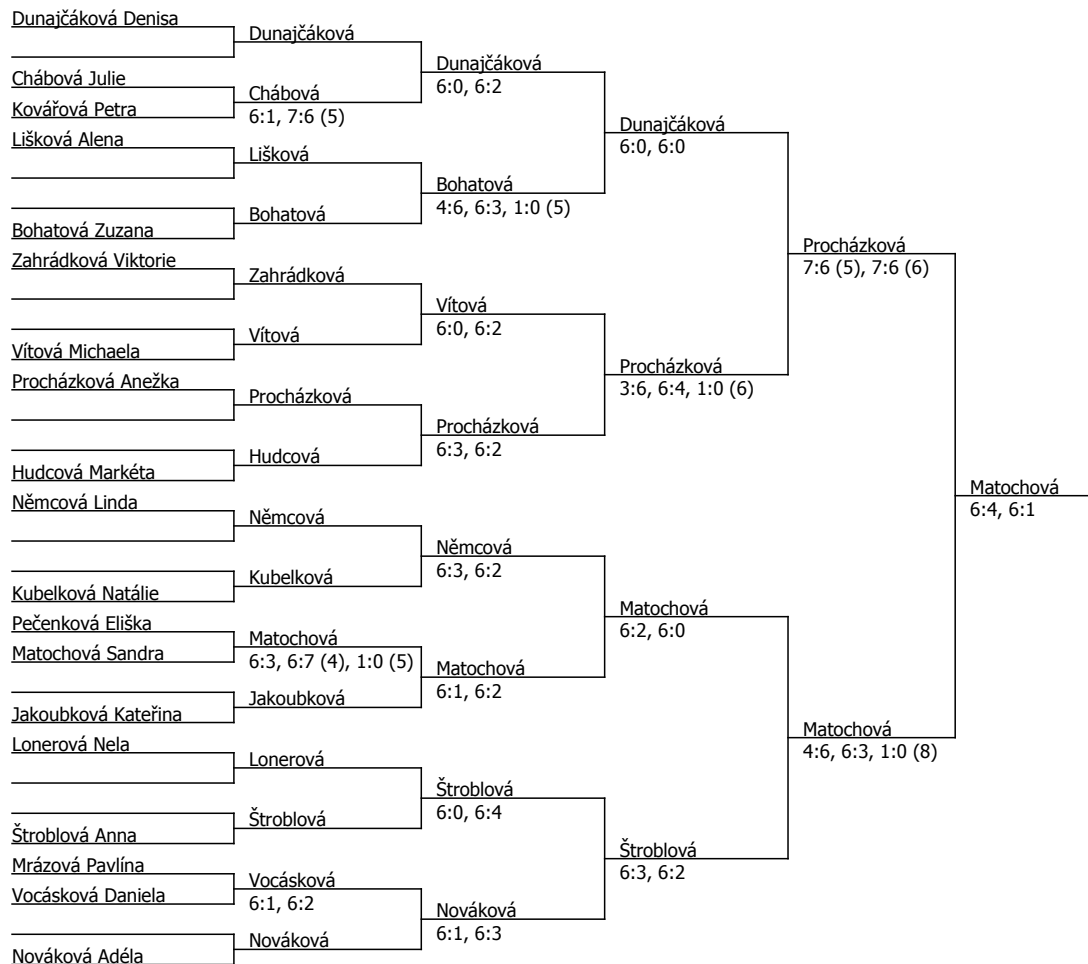 Dunajčáková Denisa
Chábová Julie
Kovářová Petra
Lišková Alena
Bohatová Zuzana
Zahrádková Viktorie
Vítová Michaela
Procházková Anežka
Hudcová Markéta
Němcová Linda
Kubelková Natálie
Pečenková Eliška
Matochová Sandra
Jakoubková Kateřina
Lonerová Nela
Štroblová Anna
Mrázová Pavlína
Vocásková Daniela
Nováková Adéla
Dunajčáková
Chábová
6:1, 7:6 (5)
Lišková
Bohatová
Zahrádková
Vítová
Procházková
Hudcová
Němcová
Kubelková
Matochová
6:3, 6:7 (4), 1:0 (5)
Jakoubková
Lonerová
Štroblová
Vocásková
6:1, 6:2
Nováková
Dunajčáková
6:0, 6:2
Bohatová
4:6, 6:3, 1:0 (5)
Vítová
6:0, 6:2
Procházková
6:3, 6:2
Němcová
6:3, 6:2
Matochová
6:1, 6:2
Štroblová
6:0, 6:4
Nováková
6:1, 6:3
Dunajčáková
6:0, 6:0
Procházková
3:6, 6:4, 1:0 (6)
Matochová
6:2, 6:0
Štroblová
6:3, 6:2
Procházková
7:6 (5), 7:6 (6)
Matochová
4:6, 6:3, 1:0 (8)
Matochová
6:4, 6:1